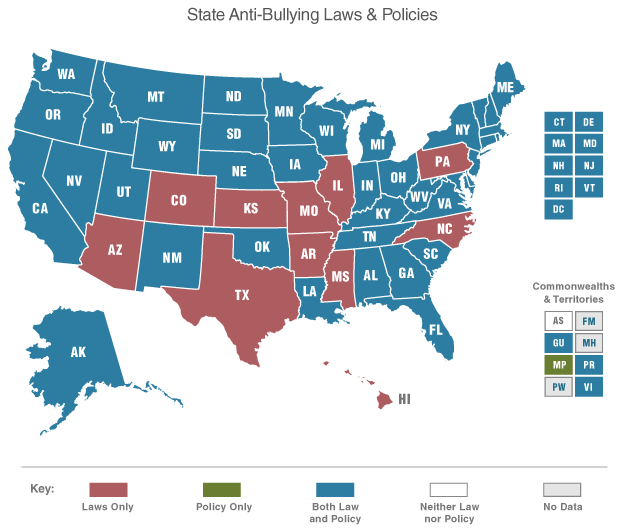 State Anti-Bullying Laws & Policies
WA
MT
ND
MN
ME
OR
ID
SD
WI
MI
NY
WY
IA
PA
NV
NE
IL
IN
OH
UT
CO
KS
MO
KY
WV
VA
CA
AZ
NM
OK
AR
TN
NC
SC
TX
LA
MS
AL
GA
FL
AK
HI
CT DE
MA MD
NH NJ
RI VT
DC
Commonwealths
& Territories
AS FM
GU MH
MP PR
PW VI
Key:
Laws Only
Policy Only
Both Law
and Policy
Neither Law
nor Policy
No Data